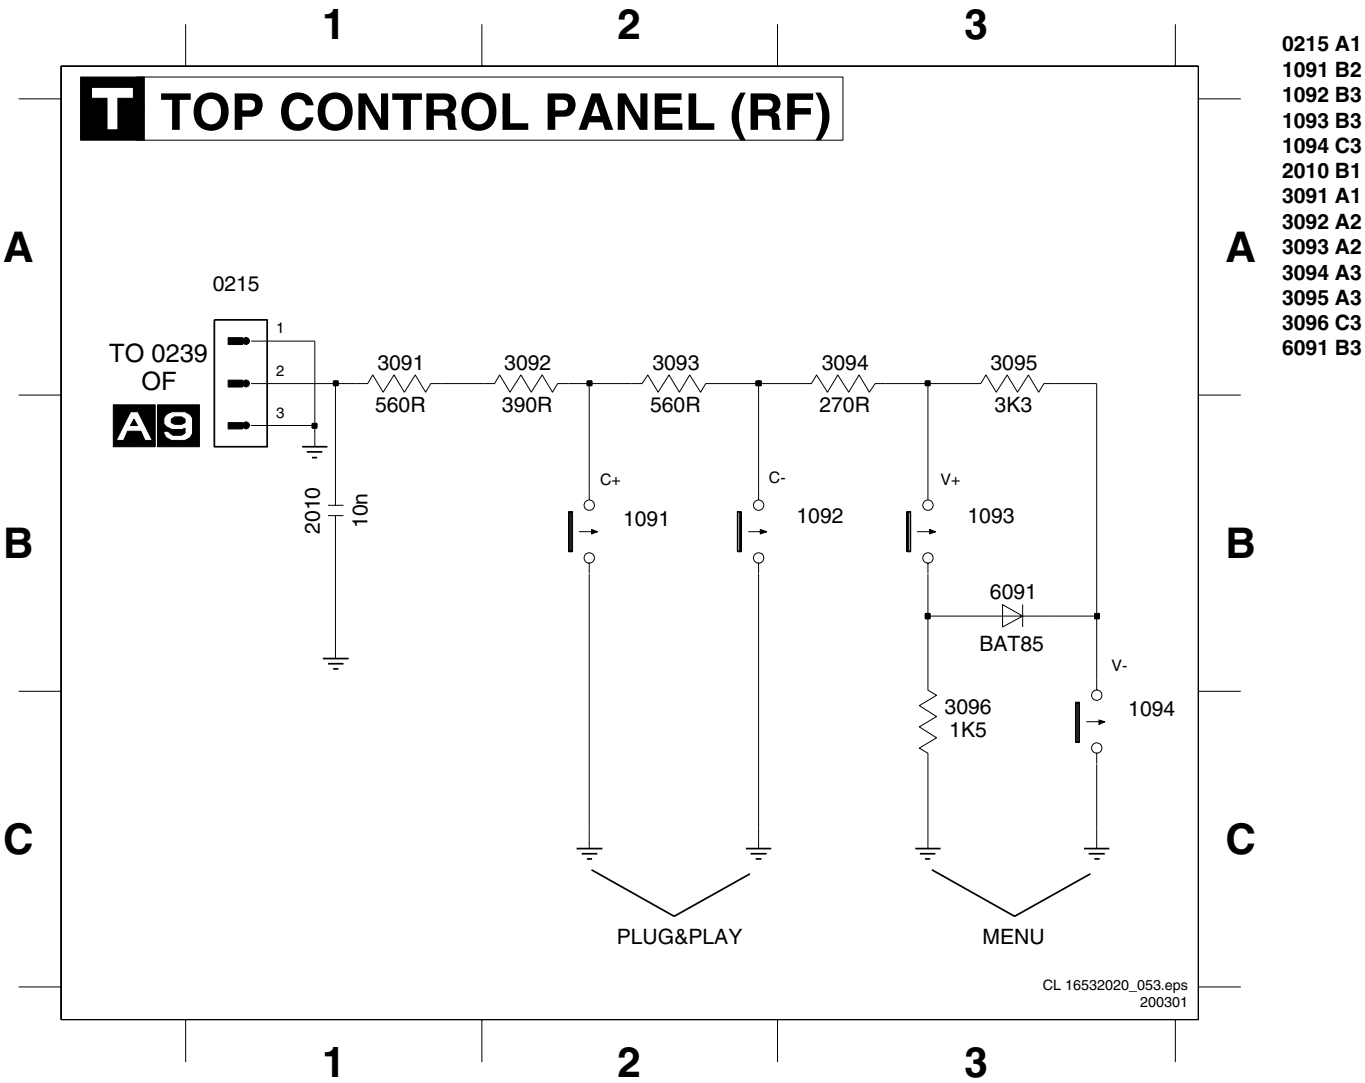 1 2 3
T TOP CONTROL PANEL (RF)
0215 A1
1091 B2
1092 B3
1093 B3
1094 C3
2010 B1
3091 A1
3092 A2
3093 A2
3094 A3
3095 A3
3096 C3
6091 B3
A A
0215
TO 0239
OF
A 9
1
2
3
3091 3092 3093 3094 3095
560R 390R 560R 270R 3K3
C+ C- V+
2010 10n
1091 1092 1093
B B
6091
BAT85
V-
3096
1K5
1094
C C
PLUG&PLAY MENU
CL 16532020_053.eps
200301
1 2 3